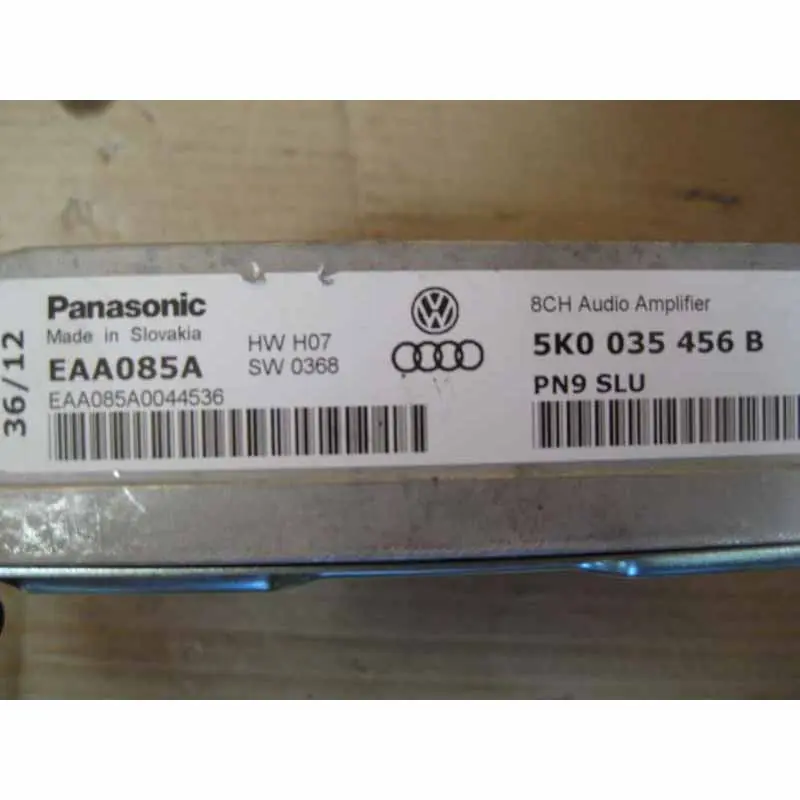 36/12
Panasonic
Made in Slovakia
EAA085A
EAA085A0044536
HW H07
SW 0368
8CH Audio Amplifier
5K0 035 456 B
PN9 SLU